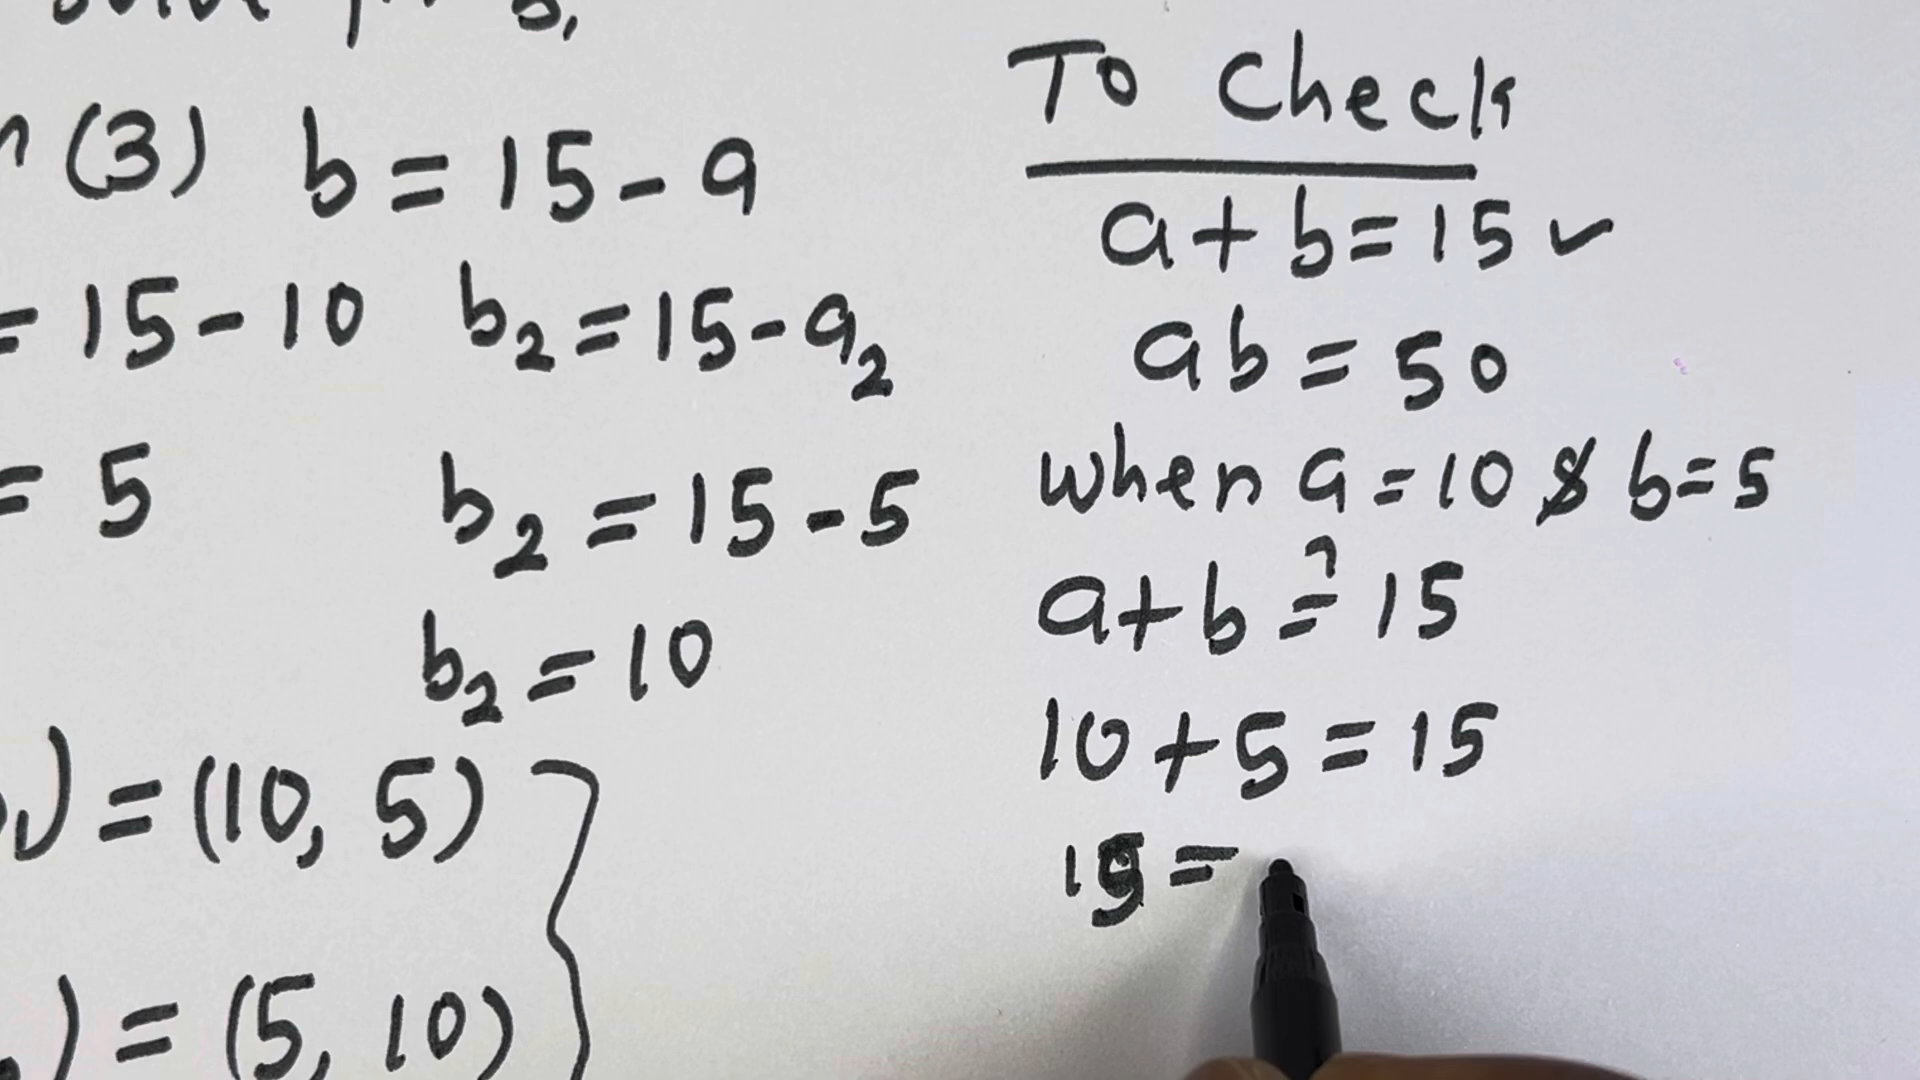 (3) b = 15 - a
= 15 - 10 b₂ = 15 - a₂
= 5 b₂ = 15 - 5
b₂ = 10
) = (10, 5)
) = (5, 10)
To Check
a + b = 15 ✓
ab = 50
when a = 10 & b = 5
a + b ≟ 15
10 + 5 = 15
15 =